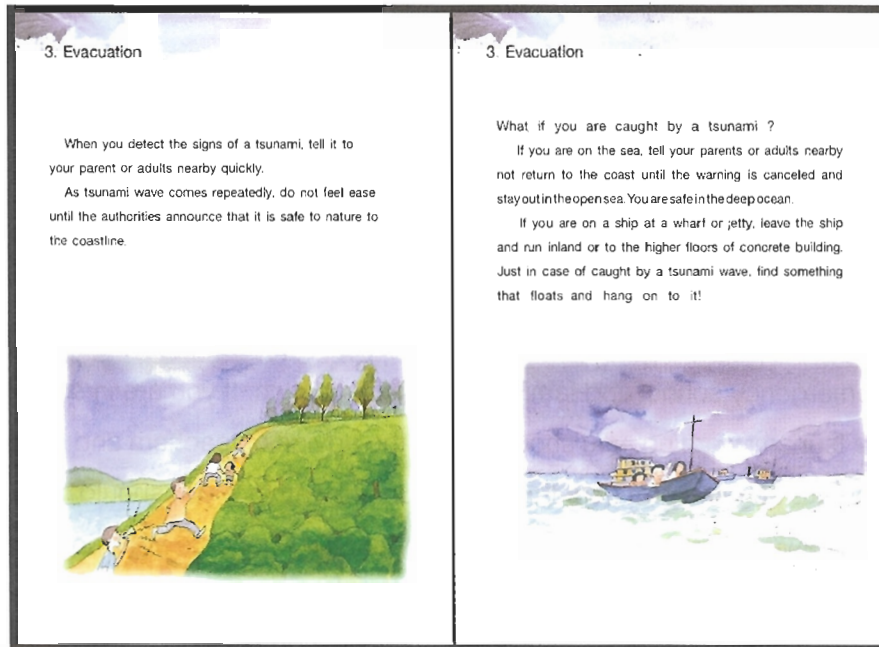 3. Evacuation
When you detect the signs of a tsunami, tell it to
your parent or adults nearby quickly.
As tsunami wave comes repeatedly, do not feel ease
until the authorities announce that it is safe to nature to
the coastline.
3. Evacuation
What if you are caught by a tsunami ?
If you are on the sea, tell your parents or adults nearby
not return to the coast until the warning is canceled and
stay out in the open sea. You are safe in the deep ocean.
If you are on a ship at a wharf or jetty, leave the ship
and run inland or to the higher floors of concrete building.
Just in case of caught by a tsunami wave, find something
that floats and hang on to it!